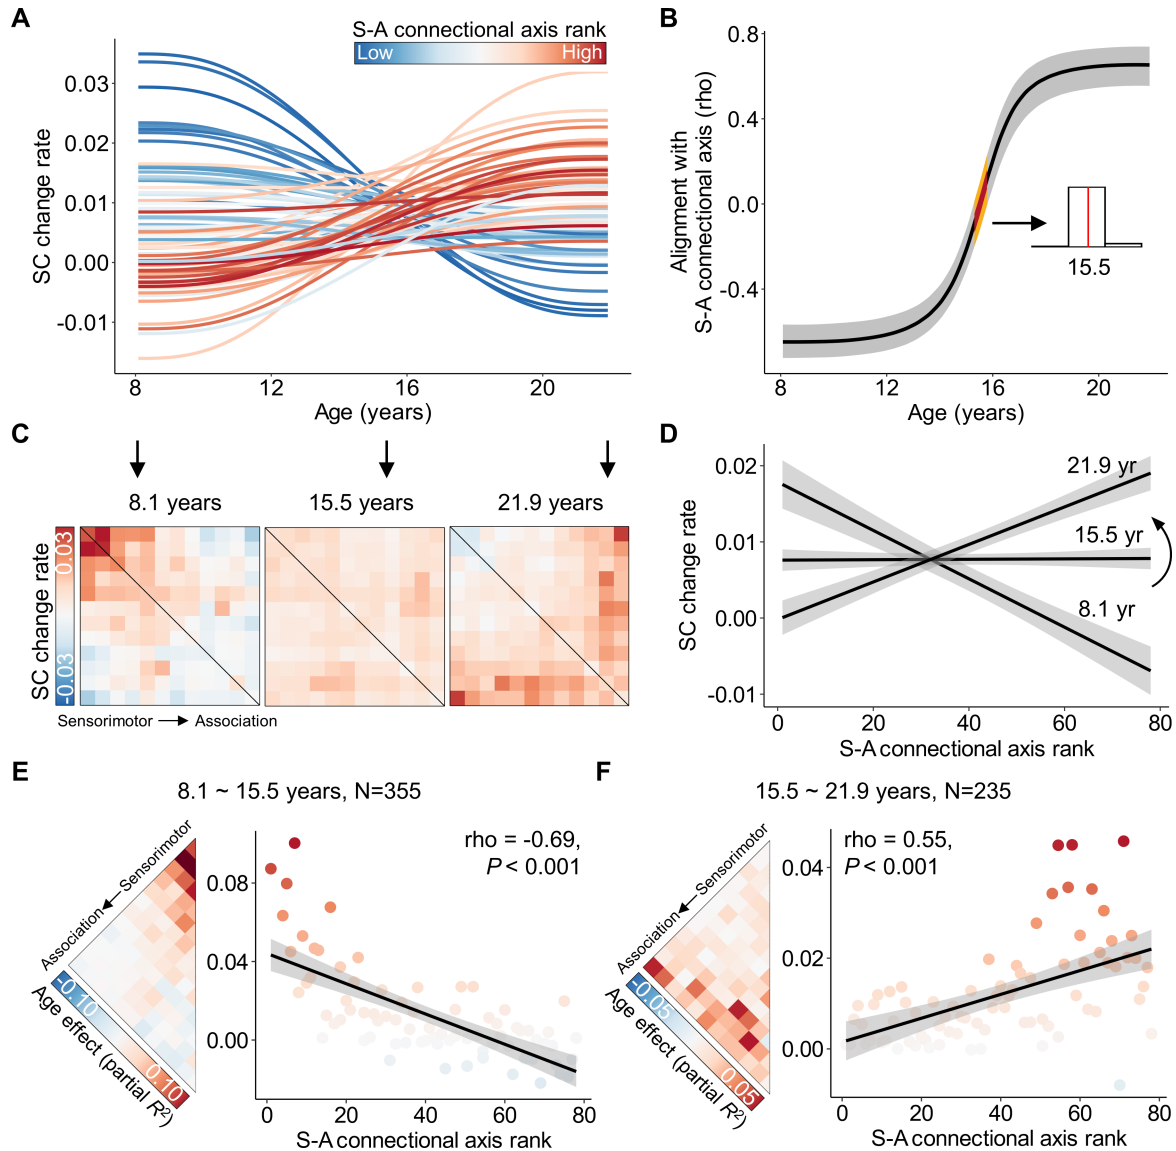 A
S-A connectional axis rank
Low
High
SC change rate
0.03
0.02
0.01
0.00
-0.01
8
12
16
20
Age (years)
B
Alignment with
S-A connectional axis (rho)
0.8
0.4
0.0
-0.4
15.5
8
12
16
20
Age (years)
C
8.1 years
15.5 years
21.9 years
SC change rate
0.03
-0.03
Sensorimotor
Association
D
SC change rate
0.02
0.01
0.00
-0.01
21.9 yr
15.5 yr
8.1 yr
0
20
40
60
80
S-A connectional axis rank
E
8.1 ~ 15.5 years, N=355
Association
Sensorimotor
-0.10
0.10
Age effect (partial R²)
rho = -0.69,
P < 0.001
0.08
0.04
0.00
0
20
40
60
80
S-A connectional axis rank
F
15.5 ~ 21.9 years, N=235
Association
Sensorimotor
-0.05
0.05
Age effect (partial R²)
rho = 0.55,
P < 0.001
0.04
0.02
0.00
0
20
40
60
80
S-A connectional axis rank